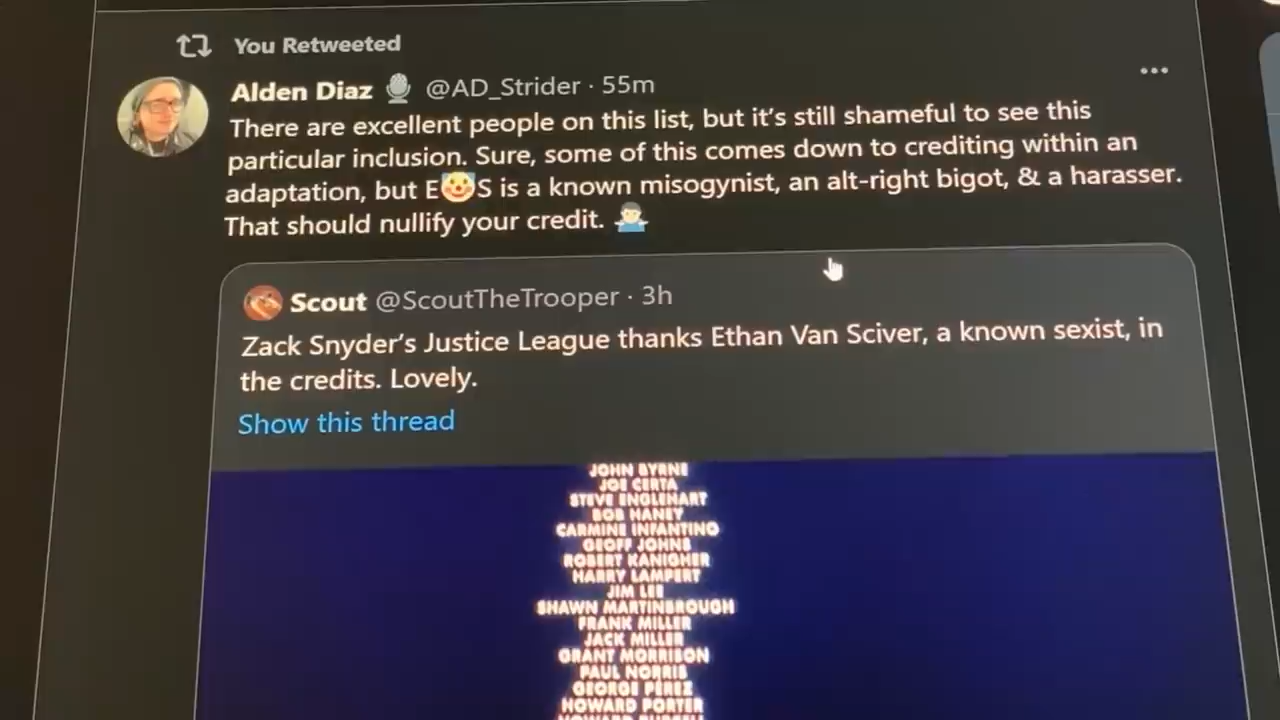 You Retweeted
Alden Diaz @AD_Strider · 55m
There are excellent people on this list, but it's still shameful to see this
particular inclusion. Sure, some of this comes down to crediting within an
adaptation, but E🤡S is a known misogynist, an alt-right bigot, & a harasser.
That should nullify your credit. 🤷🏻‍♂️
Scout @ScoutTheTrooper · 3h
Zack Snyder's Justice League thanks Ethan Van Sciver, a known sexist, in
the credits. Lovely.
Show this thread
JOHN BYRNE
JOE CERTA
STEVE ENGLEHART
BOB HANEY
CARMINE INFANTINO
GEOFF JOHNS
ROBERT KANIGHER
HARRY LAMPERT
JIM LEE
SHAWN MARTINBROUGH
FRANK MILLER
JACK MILLER
GRANT MORRISON
PAUL NORRIS
GEORGE PÉREZ
HOWARD PORTER